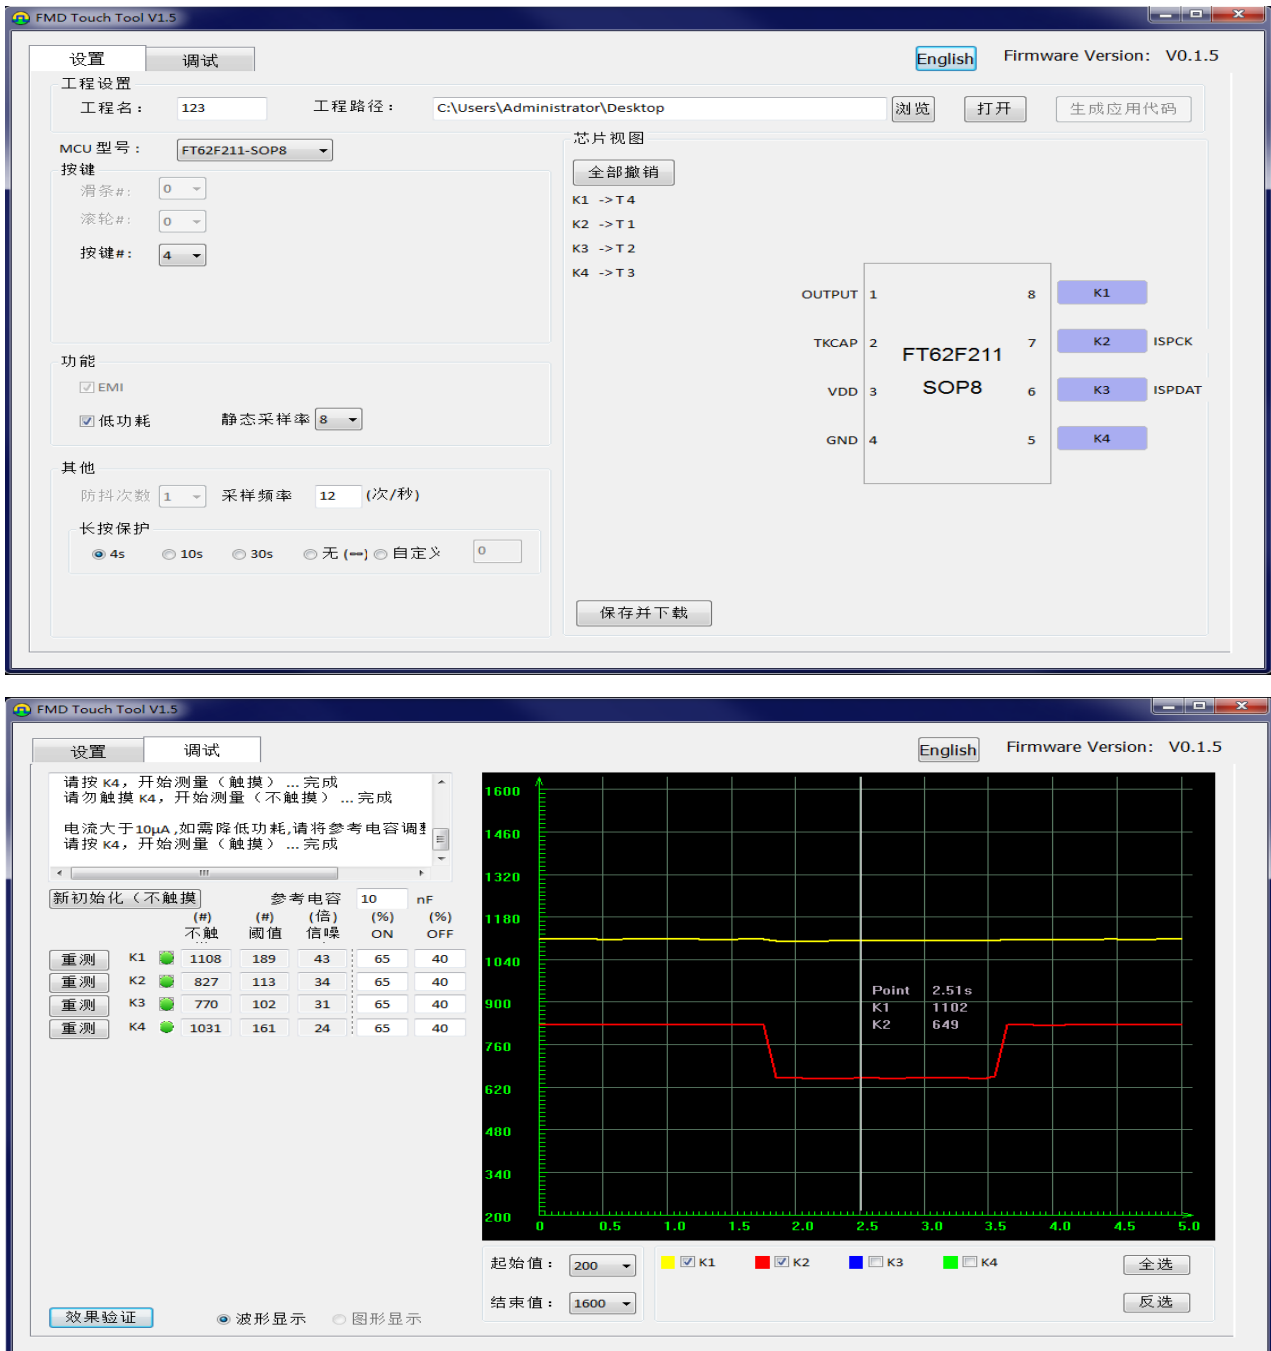 FMD Touch Tool V1.5
设置 调试 English Firmware Version: V0.1.5
工程设置
工程名: 123 工程路径: C:\Users\Administrator\Desktop 浏览 打开 生成应用代码
MCU 型号: FT62F211-SOP8
芯片视图
按键
全部撤销
滑条#: 0
K1 ->T4
滚轮#: 0
K2 ->T1
按键#: 4
K3 ->T2
K4 ->T3
OUTPUT 1 8 K1
TKCAP 2 7 K2 ISPCK
FT62F211
SOP8
VDD 3 6 K3 ISPDAT
GND 4 5 K4
功能
EMI
低功耗 静态采样率 8
其他
防抖次数 1 采样频率 12 (次/秒)
长按保护
4s 10s 30s 无 (--) 自定义 0
保存并下载
FMD Touch Tool V1.5
设置 调试 English Firmware Version: V0.1.5
请按 K4，开始测量（触摸）...完成
请勿触摸 K4，开始测量（不触摸）...完成
电流大于10μA,如需降低功耗,请将参考电容调
请按 K4，开始测量（触摸）...完成
新初始化（不触摸 参考电容 10 nF
(#) (#) (倍) (%) (%)
不触 阈值 信噪 ON OFF
重测 K1 1108 189 43 65 40
重测 K2 827 113 34 65 40
重测 K3 770 102 31 65 40
重测 K4 1031 161 24 65 40
1600
1460
1320
1180
1040
900
760
620
480
340
200
Point 2.51s
K1 1102
K2 649
0 0.5 1.0 1.5 2.0 2.5 3.0 3.5 4.0 4.5 5.0
起始值: 200 K1 K2 K3 K4 全选
结束值: 1600 反选
效果验证 波形显示 图形显示